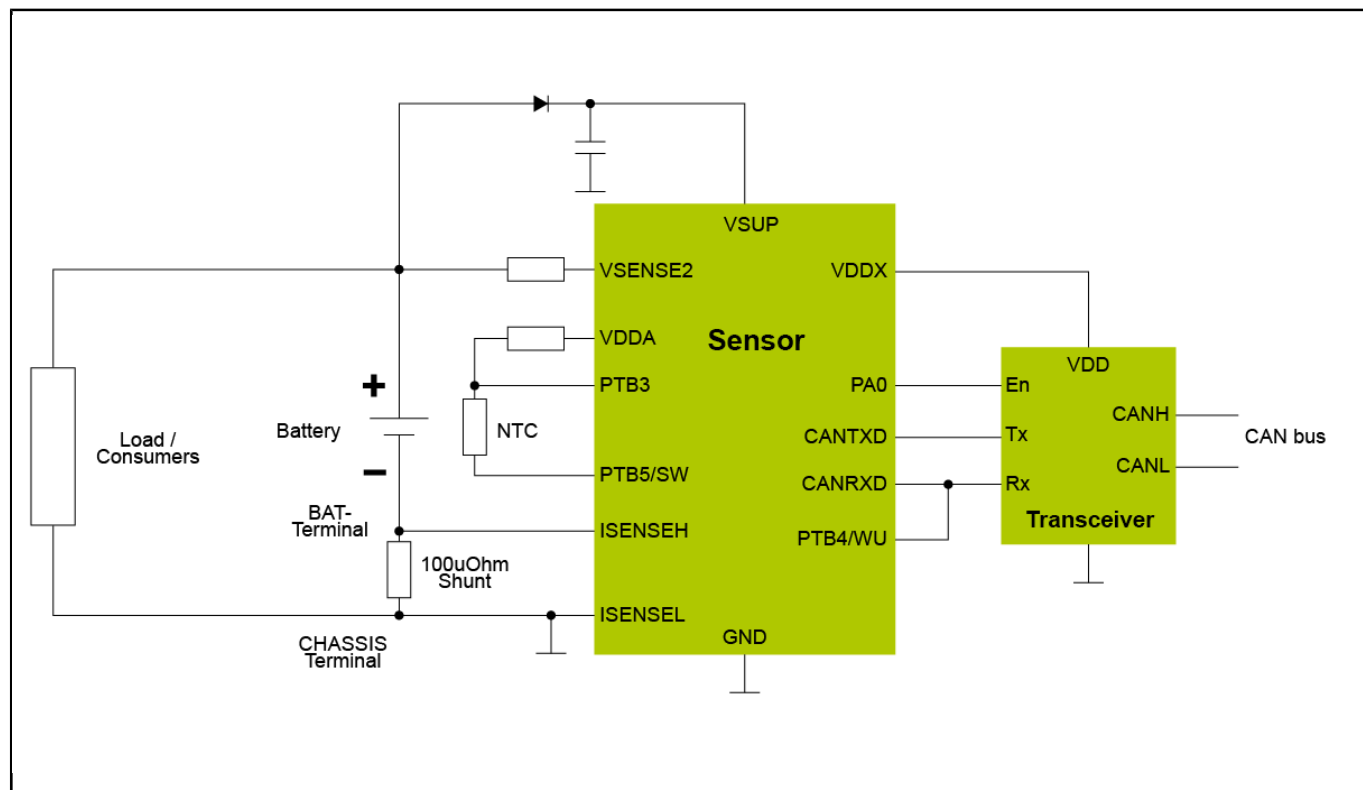 VSUP
VSENSE2
VDDX
VDDA
Sensor
VDD
PTB3
PA0
En
+
CANH
Battery
NTC
CANTXD
Tx
CAN bus
Load /
Consumers
CANL
−
PTB5/SW
CANRXD
Rx
BAT-
Terminal
Transceiver
ISENSEH
PTB4/WU
100uOhm
Shunt
ISENSEL
GND
CHASSIS
Terminal